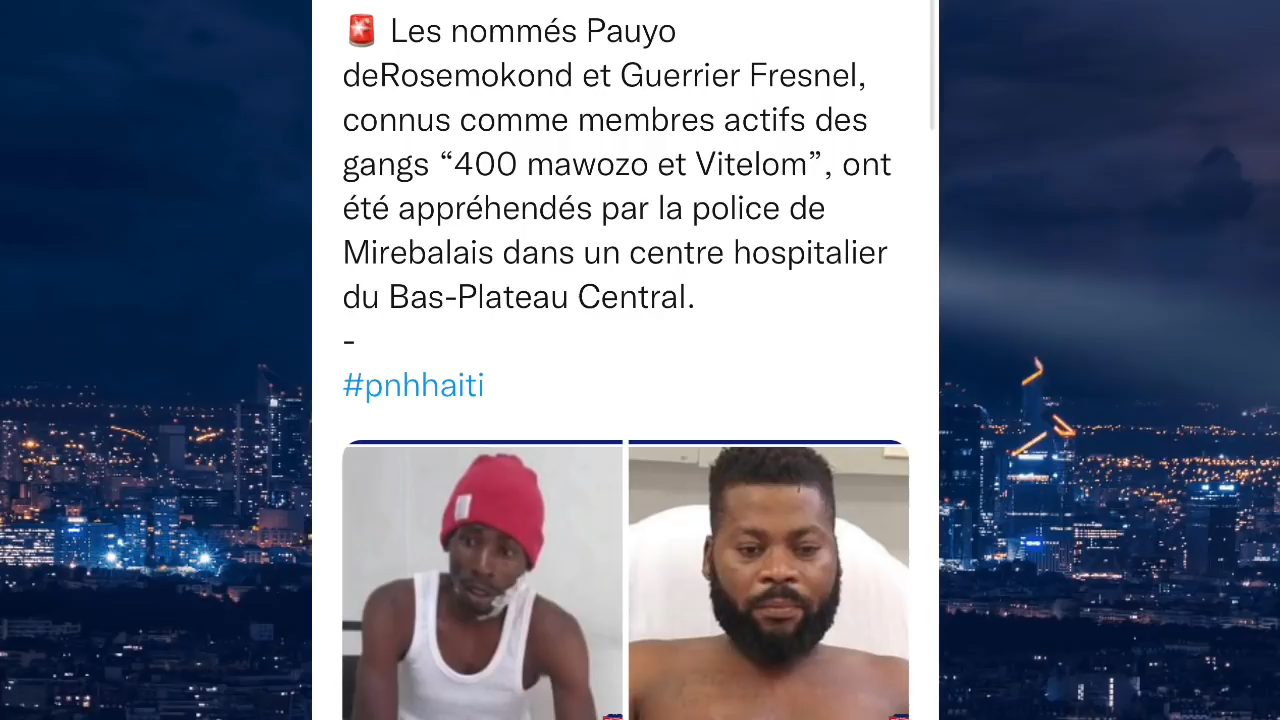 🚨 Les nommés Pauyo
deRosemokond et Guerrier Fresnel,
connus comme membres actifs des
gangs “400 mawozo et Vitelom”, ont
été appréhendés par la police de
Mirebalais dans un centre hospitalier
du Bas-Plateau Central.
-
#pnhhaiti